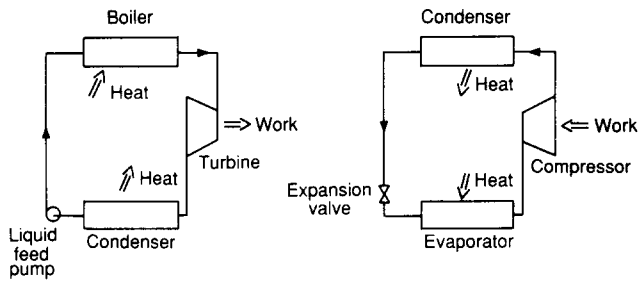 Boiler
Heat
Work
Turbine
Heat
Liquid
feed
pump
Condenser
Condenser
Heat
Work
Compressor
Expansion
valve
Heat
Evaporator